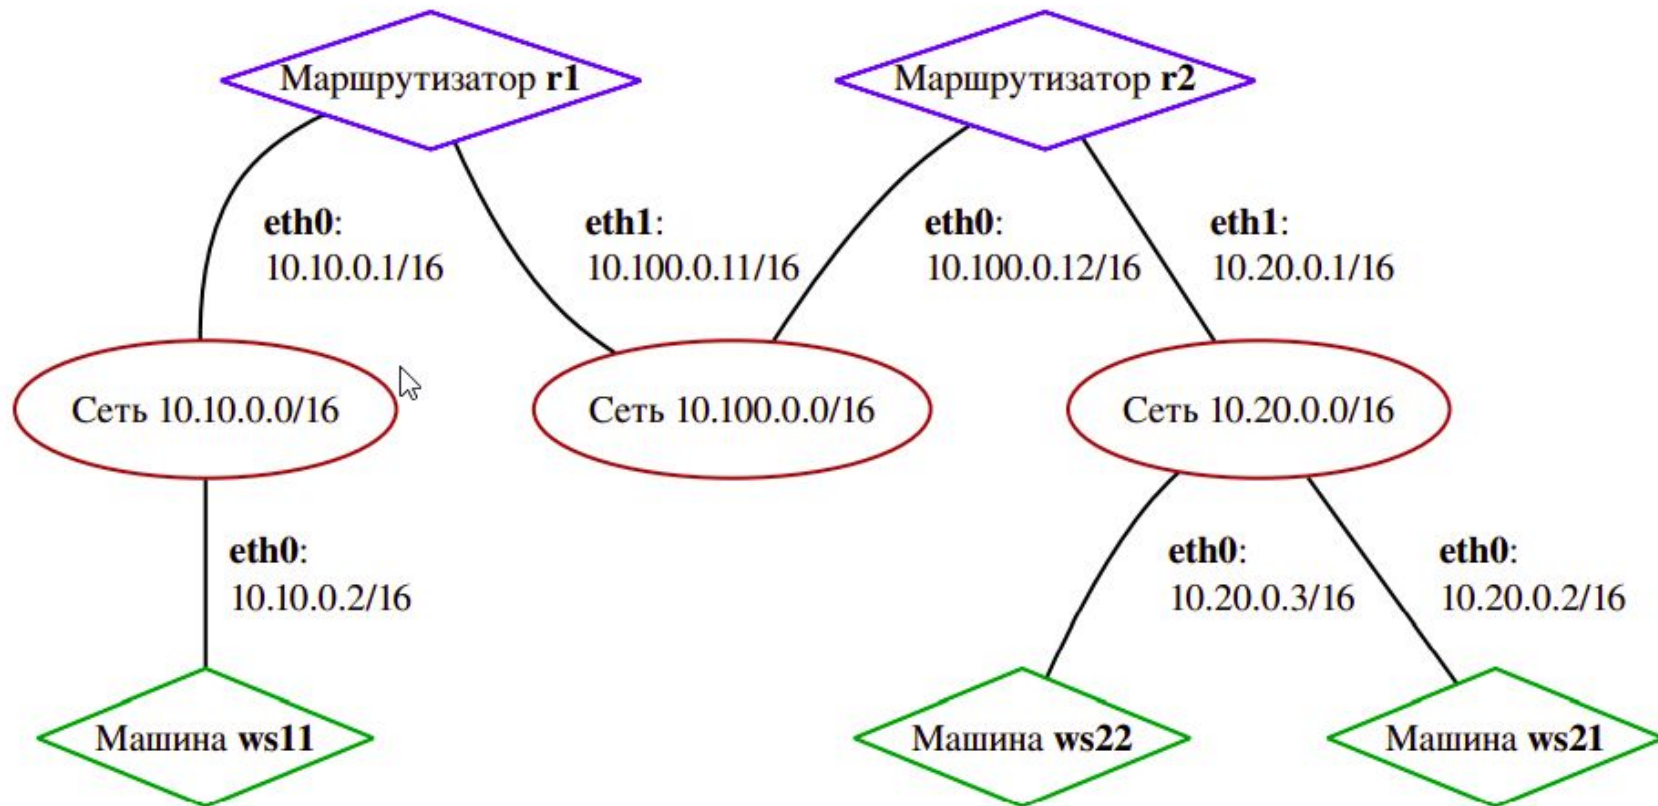 Маршрутизатор r1
Маршрутизатор r2
eth0:
10.10.0.1/16
eth1:
10.100.0.11/16
eth0:
10.100.0.12/16
eth1:
10.20.0.1/16
Сеть 10.10.0.0/16
Сеть 10.100.0.0/16
Сеть 10.20.0.0/16
eth0:
10.10.0.2/16
eth0:
10.20.0.3/16
eth0:
10.20.0.2/16
Машина ws11
Машина ws22
Машина ws21